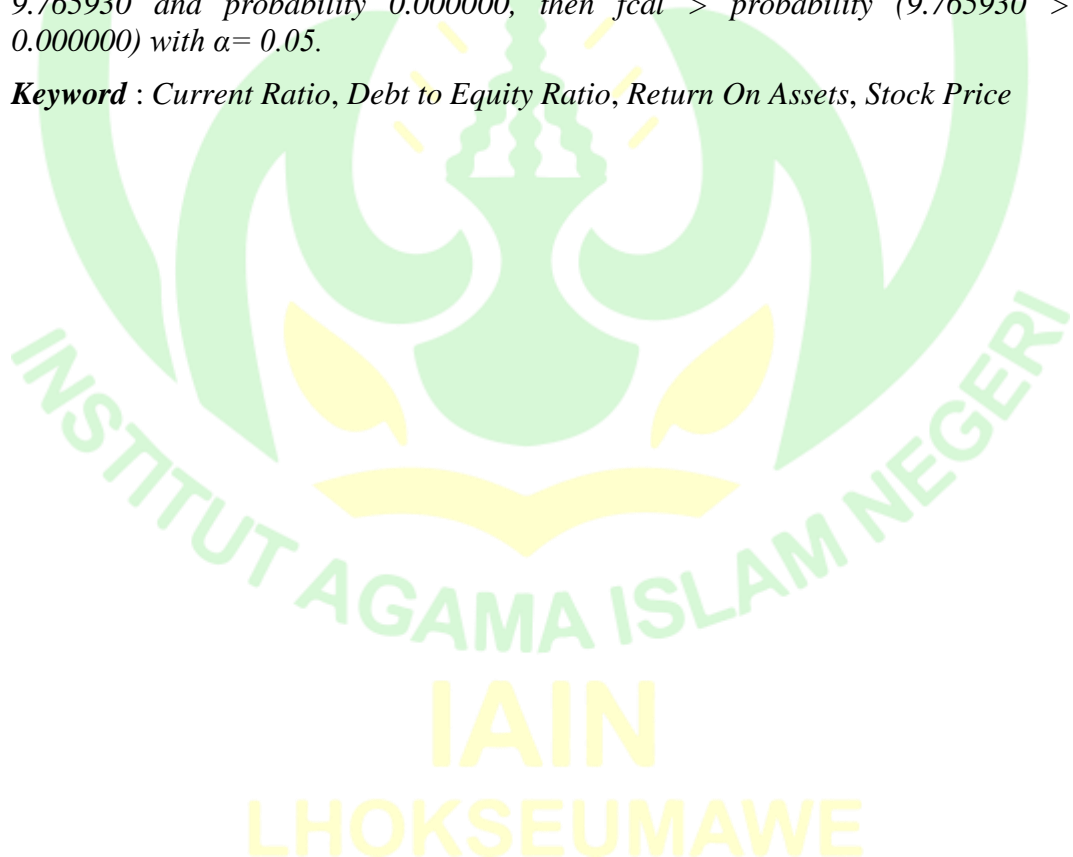 9.765930 and probability 0.000000, then fcal > probability (9.765930 >
0.000000) with α= 0.05.
Keyword : Current Ratio, Debt to Equity Ratio, Return On Assets, Stock Price
INSTITUT AGAMA ISLAM NEGERI
IAIN
LHOKSEUMAWE